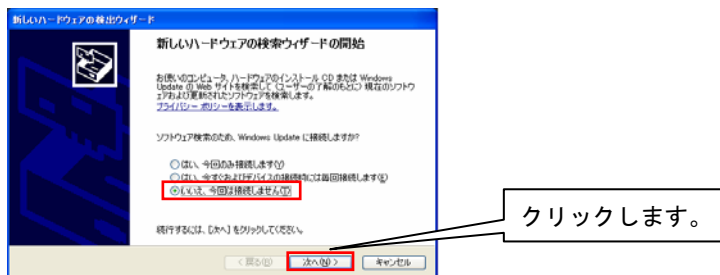 新しいハードウェアの検出ウィザード
新しいハードウェアの検索ウィザードの開始
お使いのコンピュータ、ハードウェアのインストール CD または Windows
Update の Web サイトを検索して (ユーザーの了解のもとに) 現在のソフトウ
ェアおよび更新されたソフトウェアを検索します。
プライバシー ポリシーを表示します。
ソフトウェア検索のため、Windows Update に接続しますか?
はい、今回のみ接続します(Y)
はい、今すぐおよびデバイスの接続時には毎回接続します(E)
いいえ、今回は接続しません(T)
続行するには、[次へ] をクリックしてください。
< 戻る(B)
次へ(N) >
キャンセル
クリックします。